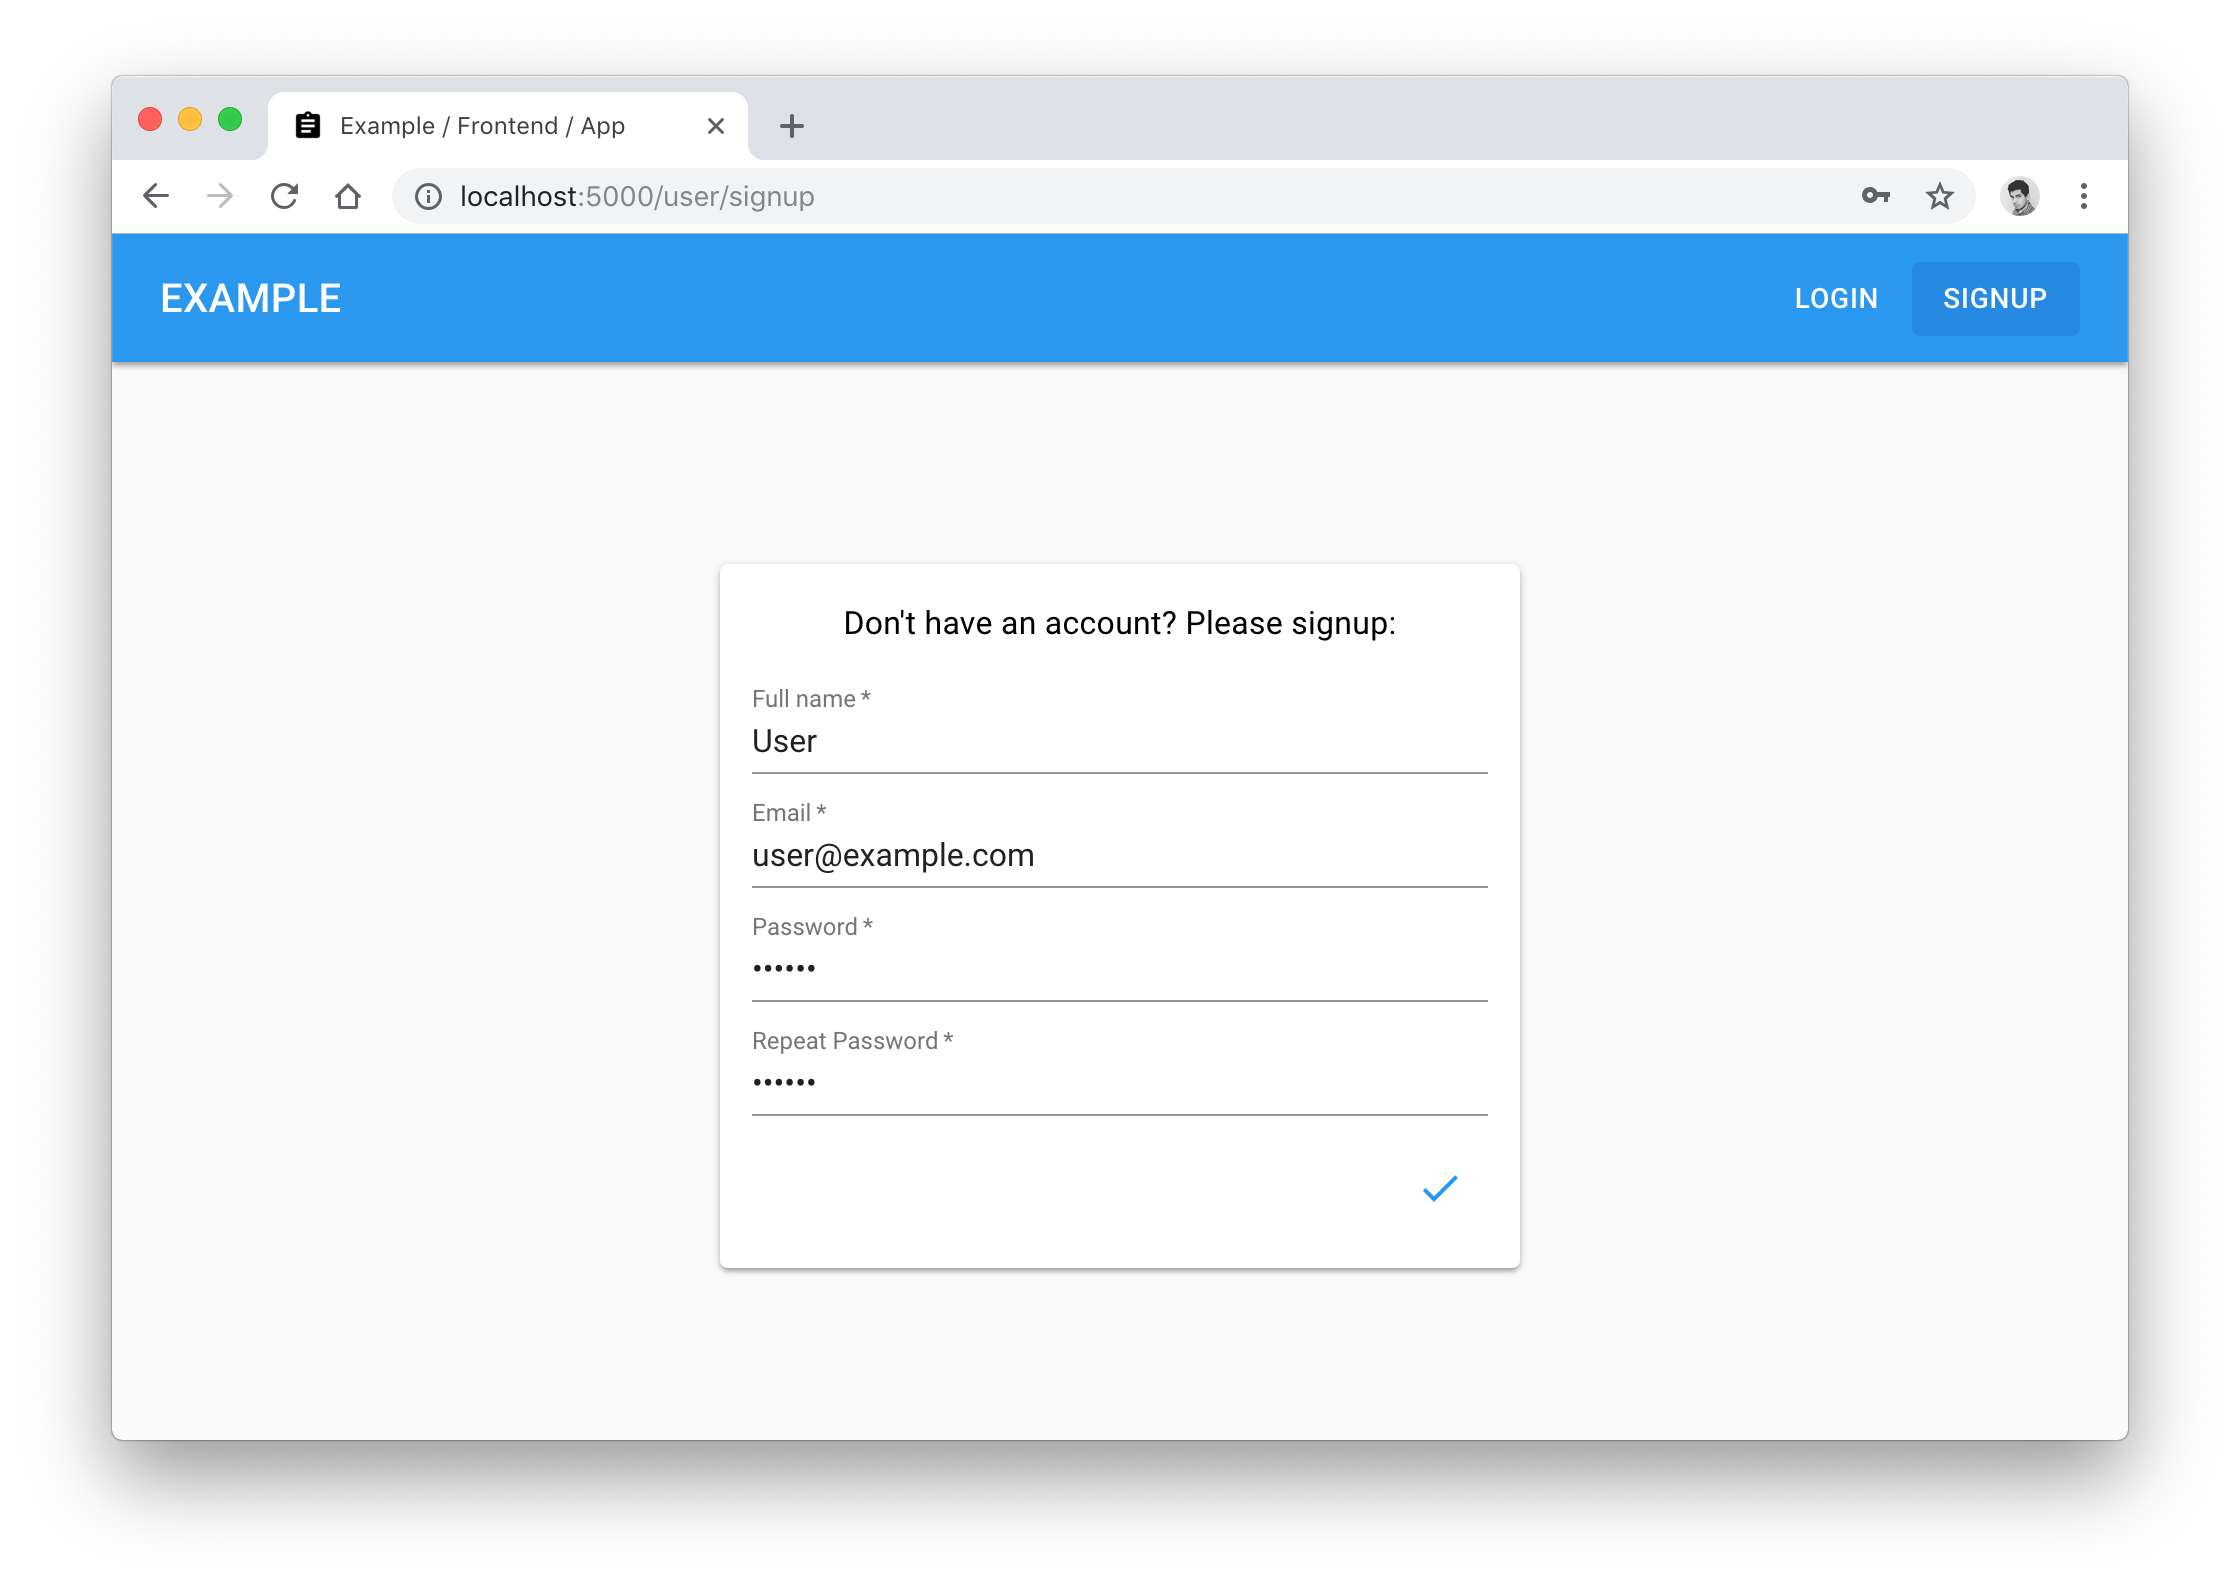 Example / Frontend / App
localhost:5000/user/signup
EXAMPLE
LOGIN
SIGNUP
Don't have an account? Please signup:
Full name *
User
Email *
user@example.com
Password *
••••••
Repeat Password *
••••••